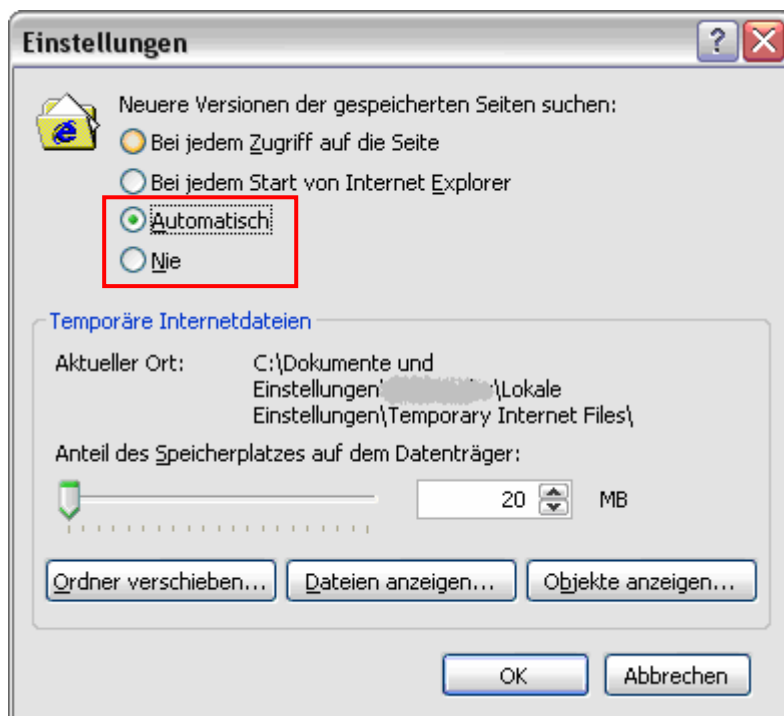 Einstellungen
Neuere Versionen der gespeicherten Seiten suchen:
Bei jedem Zugriff auf die Seite
Bei jedem Start von Internet Explorer
Automatisch
Nie
Temporäre Internetdateien
Aktueller Ort: C:\Dokumente und
Einstellungen\ \Lokale
Einstellungen\Temporary Internet Files\
Anteil des Speicherplatzes auf dem Datenträger:
20 MB
Ordner verschieben... Dateien anzeigen... Objekte anzeigen...
OK Abbrechen